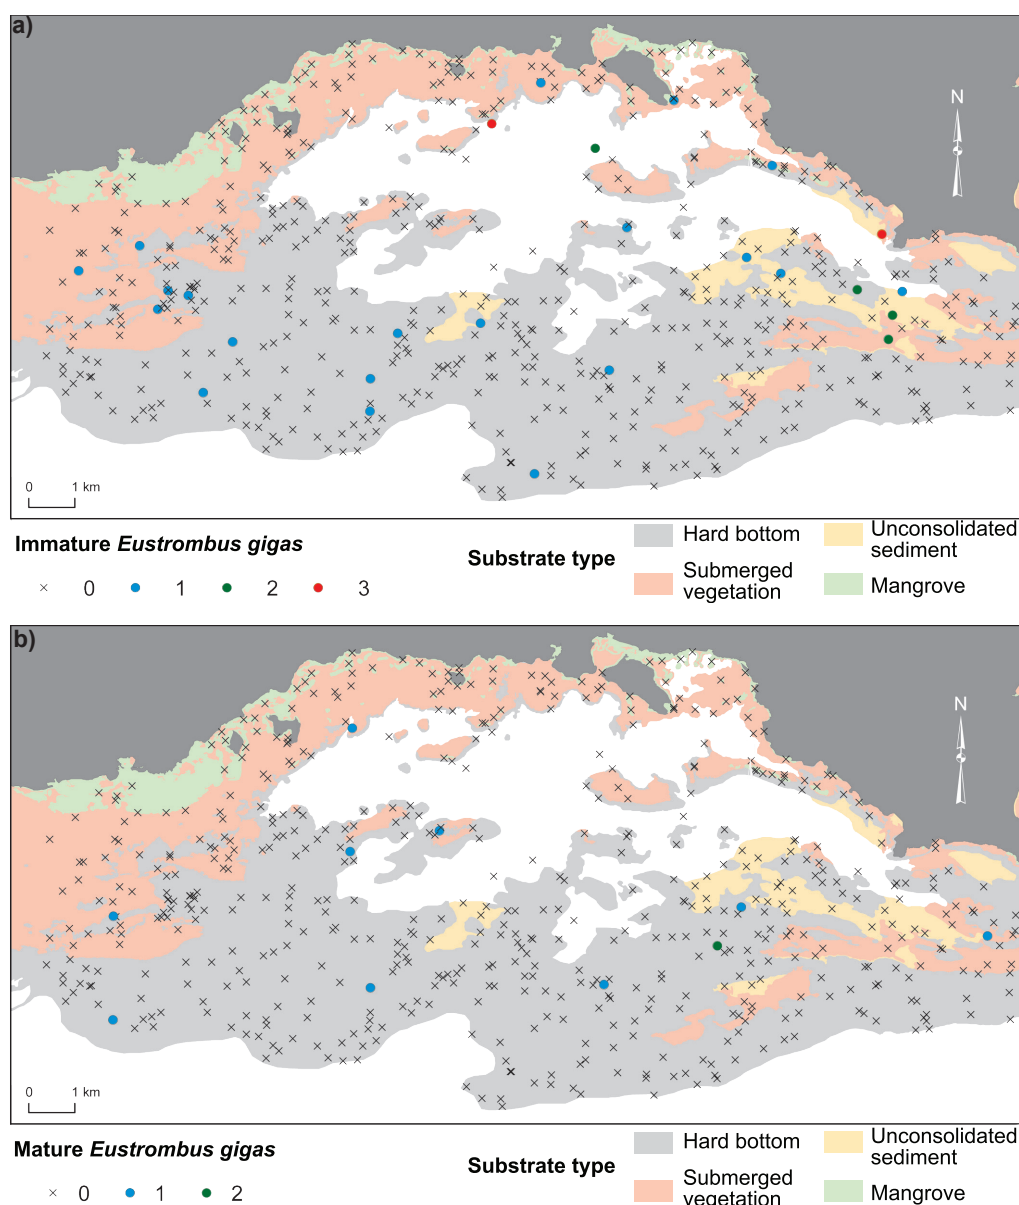 a)
N
0 1 km
Immature Eustrombus gigas
0 1 2 3
Substrate type
Hard bottom
Submerged
vegetation
Unconsolidated
sediment
Mangrove
b)
N
0 1 km
Mature Eustrombus gigas
0 1 2
Substrate type
Hard bottom
Submerged
vegetation
Unconsolidated
sediment
Mangrove